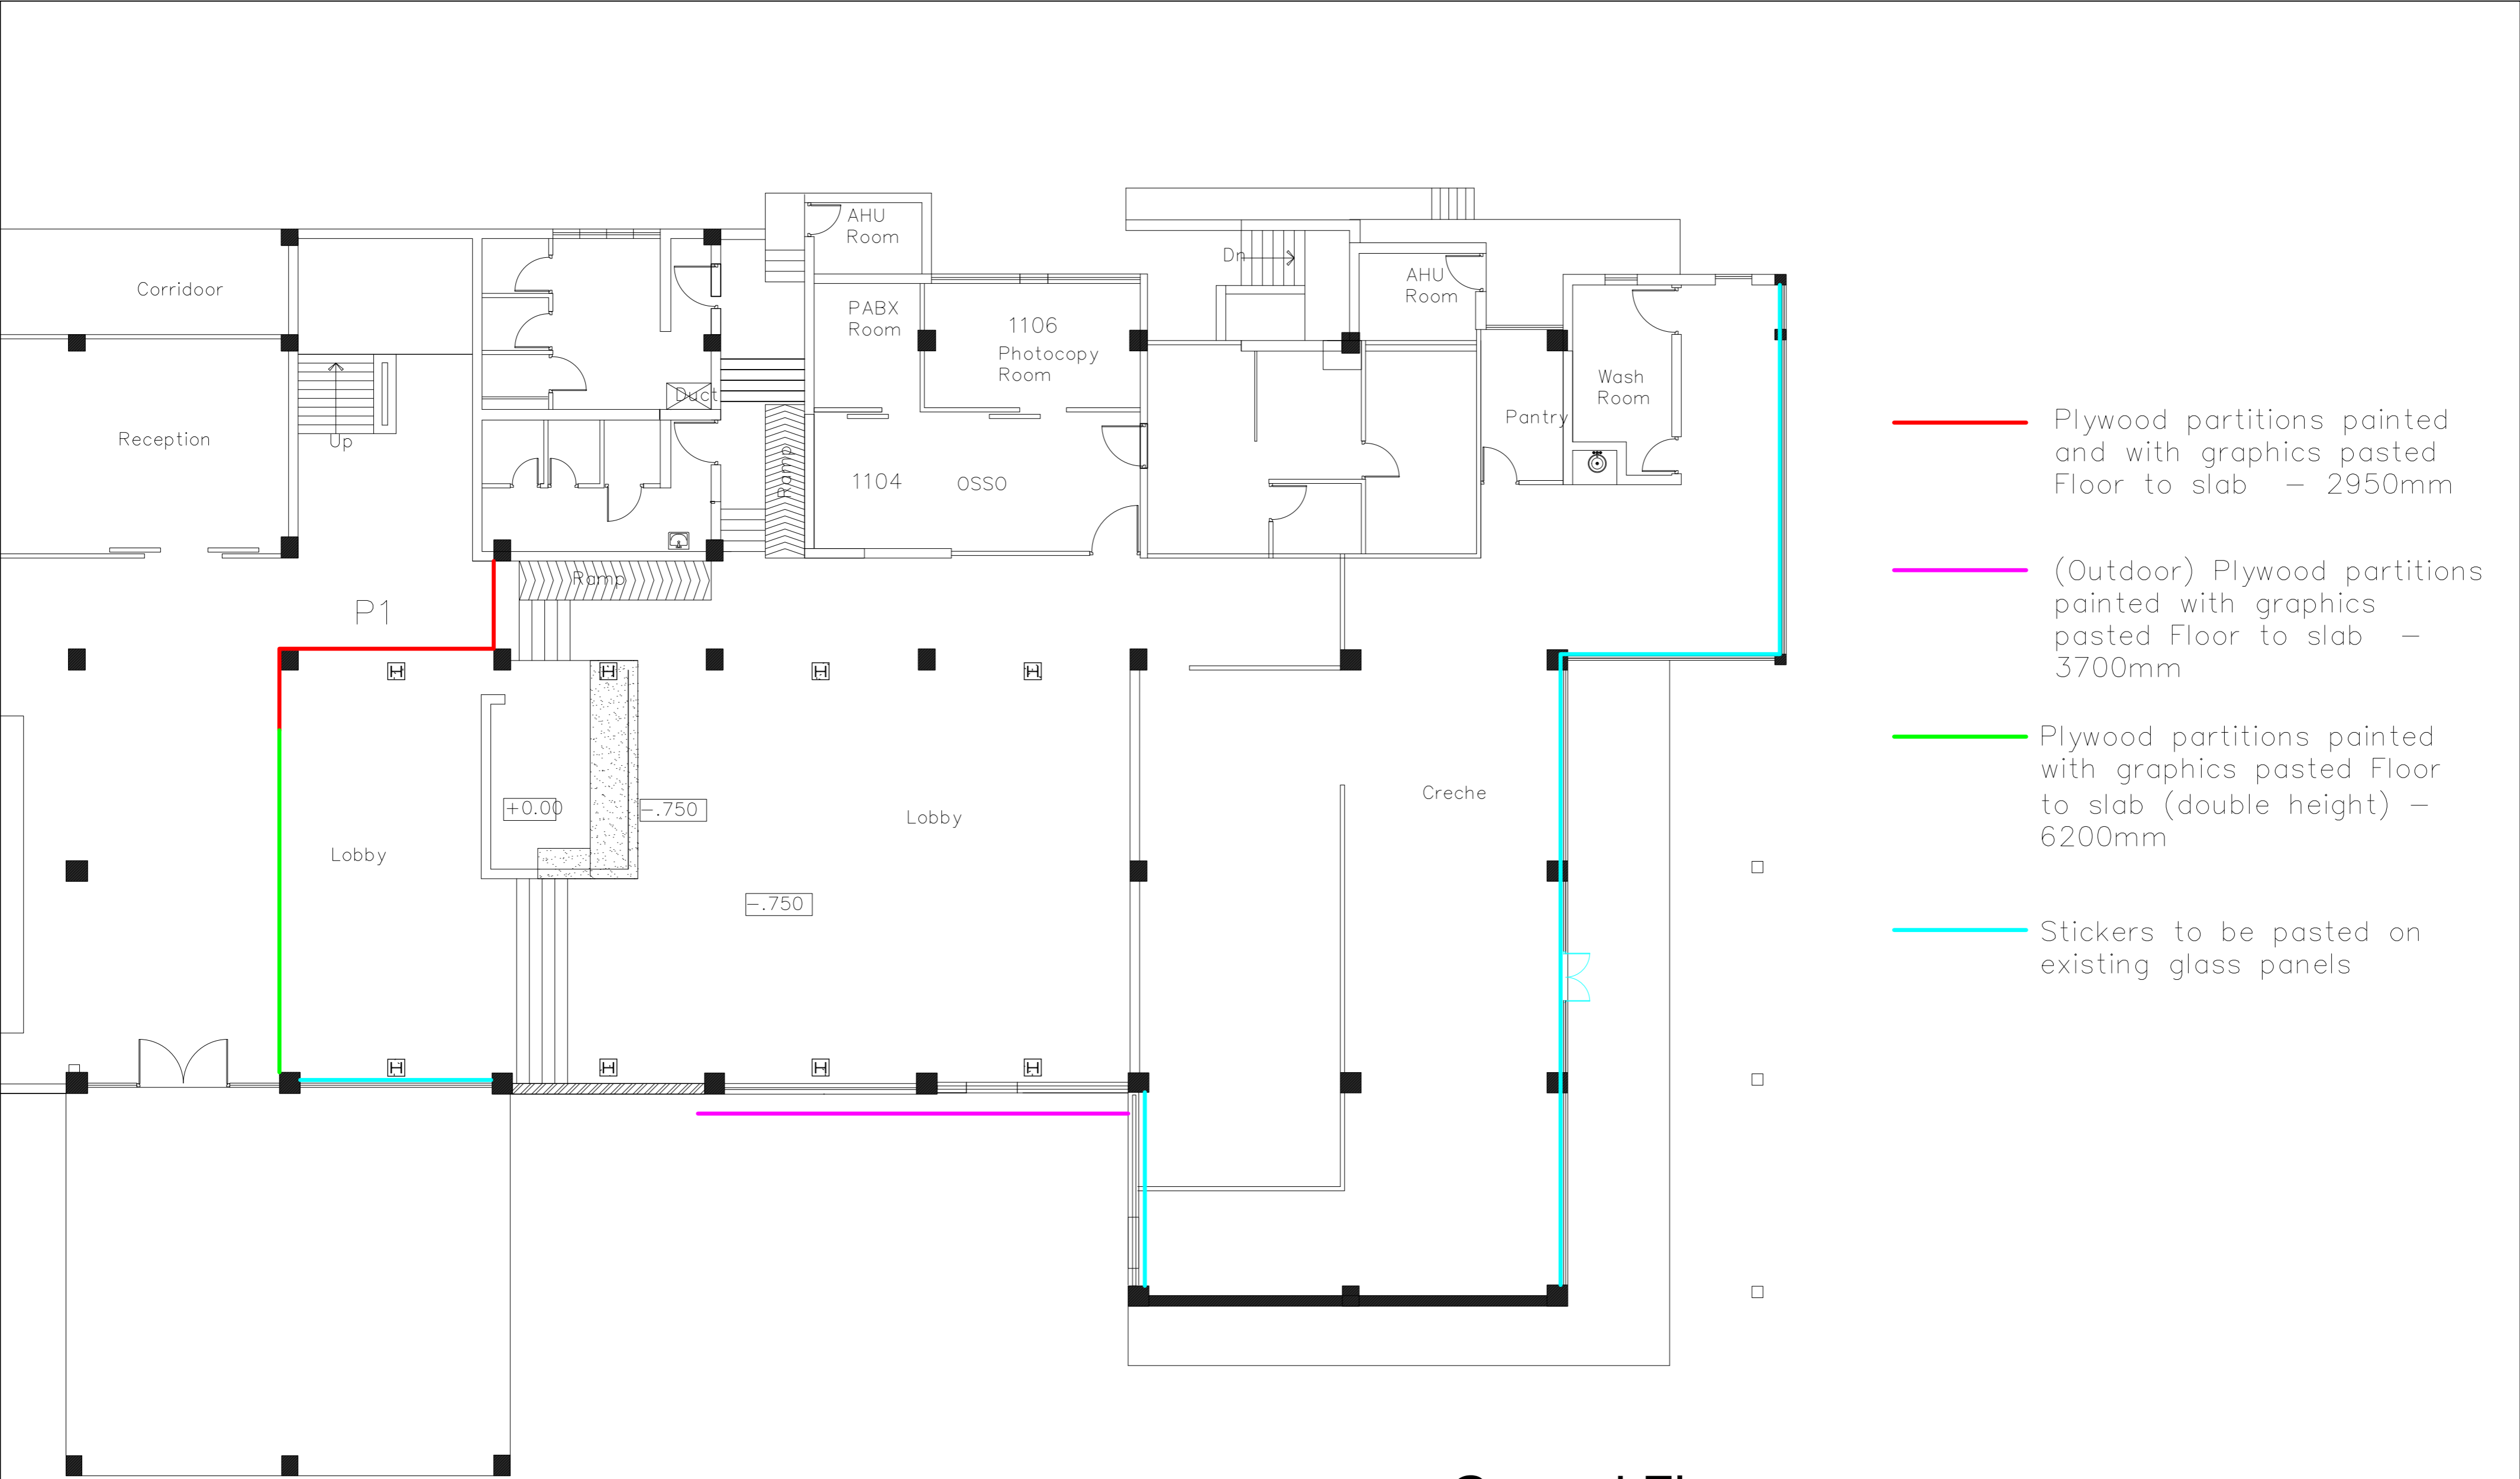 AHU
Room
Corridoor
Dn
AHU
Room
PABX
Room
1106
Photocopy
Room
Duct
Wash
Room
Pantry
Reception
Up
Ramp
1104
OSSO
Ramp
P1
H
H
H
H
+0.00
-.750
Lobby
Creche
Lobby
-.750
H
H
H
H
Plywood partitions painted
and with graphics pasted
Floor to slab - 2950mm
(Outdoor) Plywood partitions
painted with graphics
pasted Floor to slab -
3700mm
Plywood partitions painted
with graphics pasted Floor
to slab (double height) -
6200mm
Stickers to be pasted on
existing glass panels